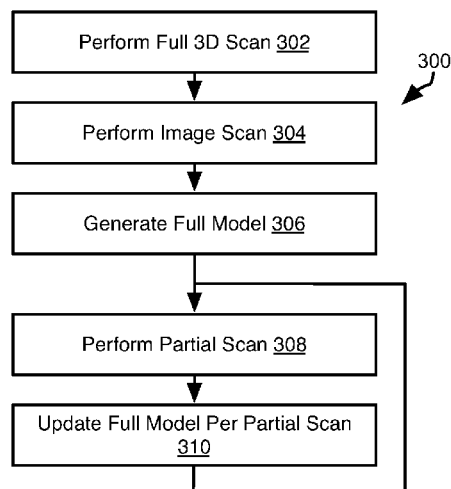 Perform Full 3D Scan 302
300
Perform Image Scan 304
Generate Full Model 306
Perform Partial Scan 308
Update Full Model Per Partial Scan
310